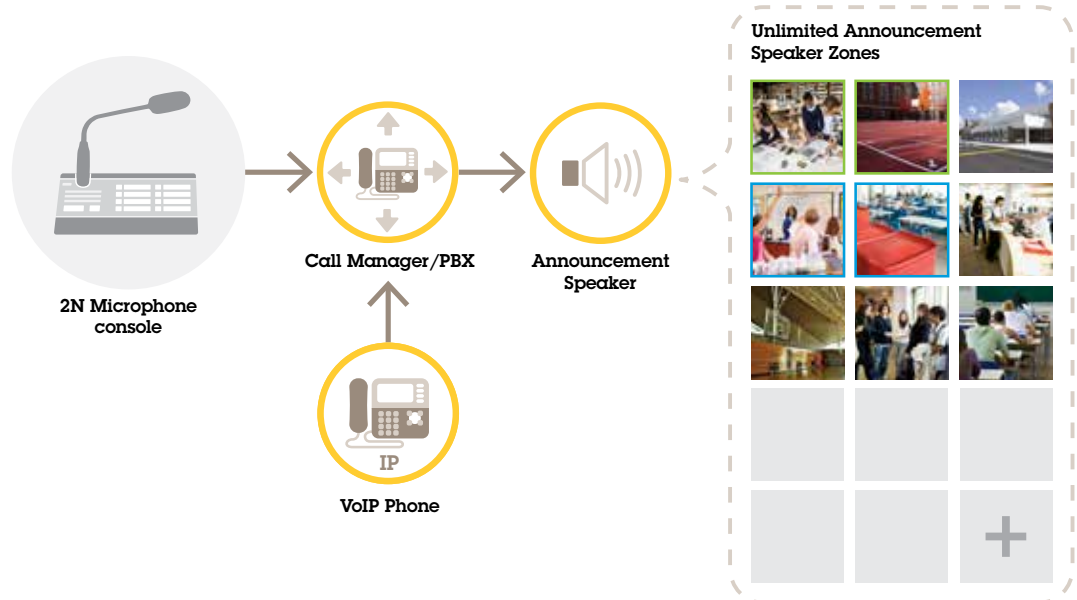 Unlimited Announcement
Speaker Zones
Call Manager/PBX
Announcement
Speaker
2N Microphone
console
IP
VoIP Phone